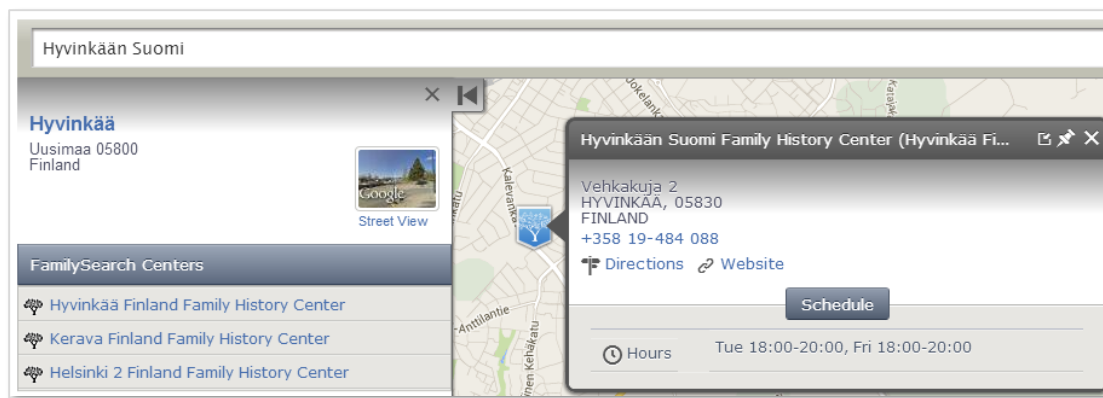 Hyvinkään Suomi
Hyvinkää
Uusimaa 05800
Finland
Google
Street View
FamilySearch Centers
Hyvinkää Finland Family History Center
Kerava Finland Family History Center
Helsinki 2 Finland Family History Center
Kalevankatu
-Anttilantie
inen Kehäkatu
Hyvinkään Suomi Family History Center (Hyvinkää Fi...
Vehkakuja 2
HYVINKÄÄ, 05830
FINLAND
+358 19-484 088
Directions
Website
Schedule
Hours
Tue 18:00-20:00, Fri 18:00-20:00